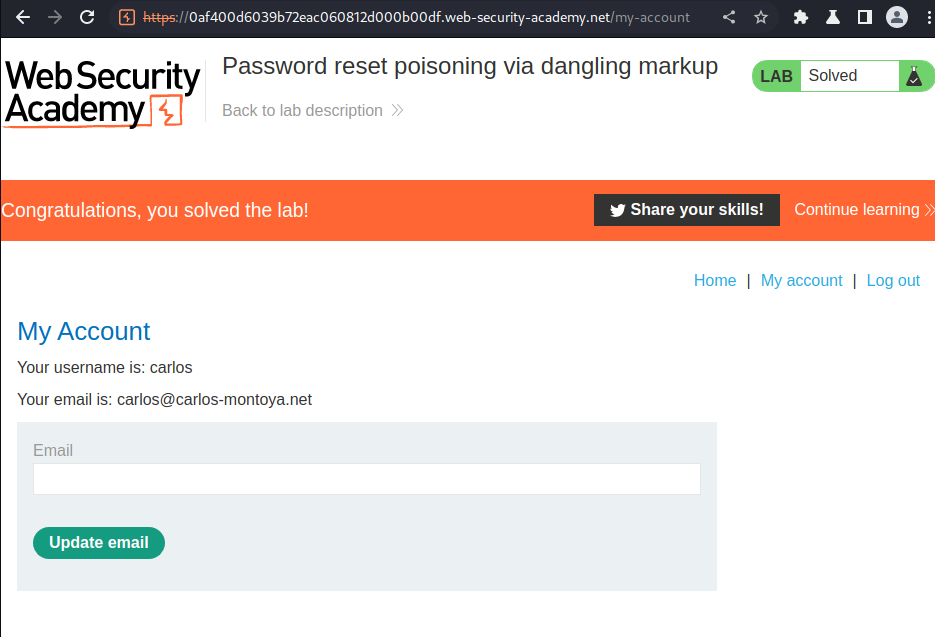 https://0af400d6039b72eac060812d000b00df.web-security-academy.net/my-account
Web Security
Academy
Password reset poisoning via dangling markup
Back to lab description
LAB Solved
Congratulations, you solved the lab!
Share your skills!
Continue learning
Home | My account | Log out
My Account
Your username is: carlos
Your email is: carlos@carlos-montoya.net
Email
Update email